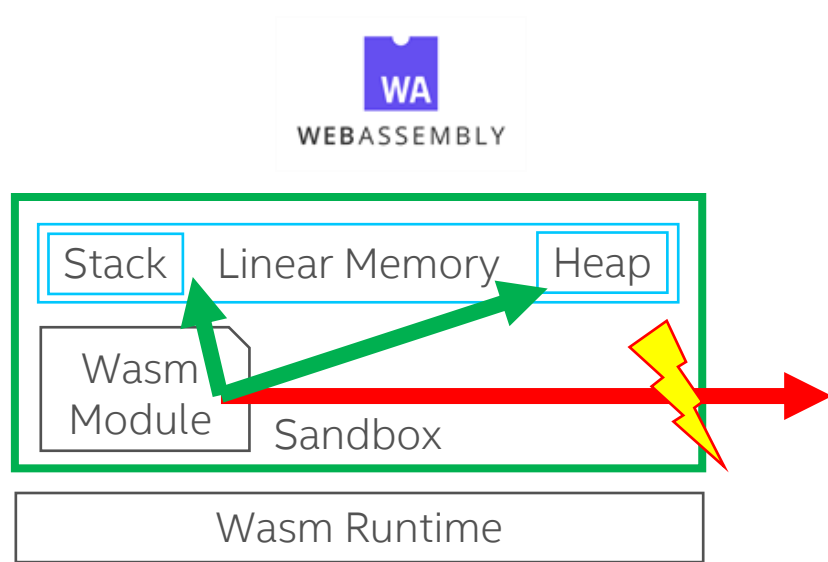 WA
WEBASSEMBLY
Stack Linear Memory Heap
Wasm
Module
Sandbox
Wasm Runtime